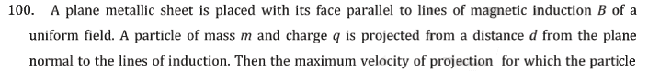 100. A plane metallic sheet is placed with its face parallel to lines of magnetic induction B of a
uniform field. A particle of mass m and charge q is projected from a distance d from the plane
normal to the lines of induction. Then the maximum velocity of projection for which the particle